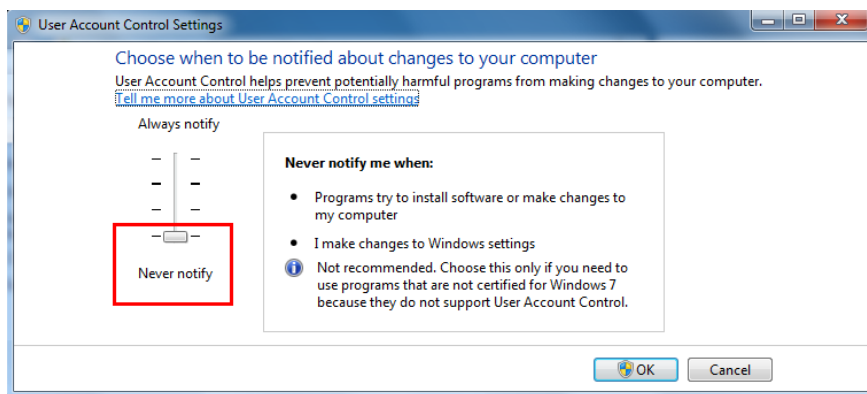 User Account Control Settings
Choose when to be notified about changes to your computer
User Account Control helps prevent potentially harmful programs from making changes to your computer.
Tell me more about User Account Control settings
Always notify
Never notify me when:
• Programs try to install software or make changes to
my computer
• I make changes to Windows settings
Not recommended. Choose this only if you need to
use programs that are not certified for Windows 7
because they do not support User Account Control.
Never notify
OK
Cancel